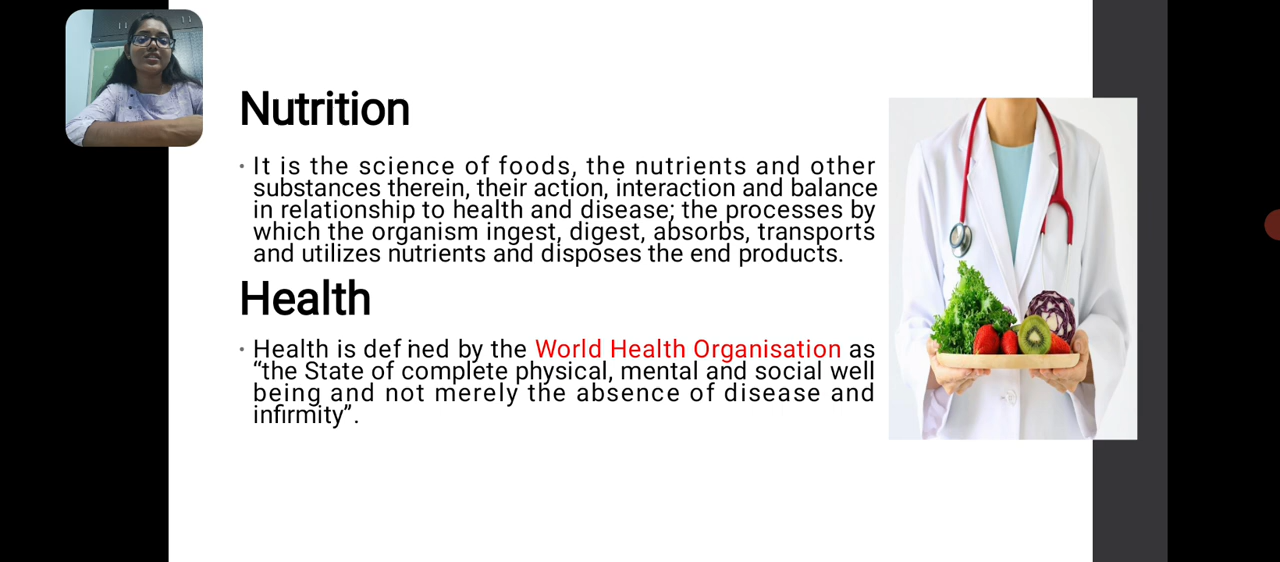 Nutrition
• It is the science of foods, the nutrients and other
substances therein, their action, interaction and balance
in relationship to health and disease; the processes by
which the organism ingest, digest, absorbs, transports
and utilizes nutrients and disposes the end products.
Health
• Health is defined by the World Health Organisation as
“the State of complete physical, mental and social well
being and not merely the absence of disease and
infirmity”.